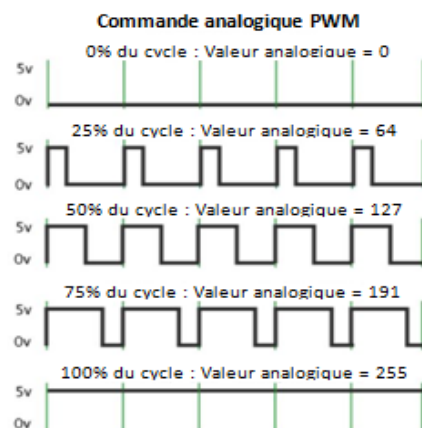 Commande analogique PWM
0% du cycle : Valeur analogique = 0
5v
0v
25% du cycle : Valeur analogique = 64
5v
0v
50% du cycle : Valeur analogique = 127
5v
0v
75% du cycle : Valeur analogique = 191
5v
0v
100% du cycle : Valeur analogique = 255
5v
0v